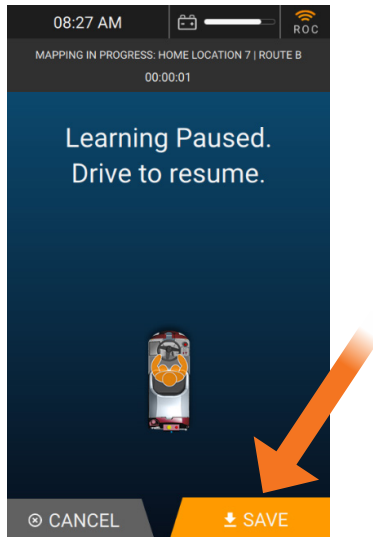 08:27 AM
ROC
MAPPING IN PROGRESS: HOME LOCATION 7 | ROUTE B
00:00:01
Learning Paused.
Drive to resume.
CANCEL
SAVE